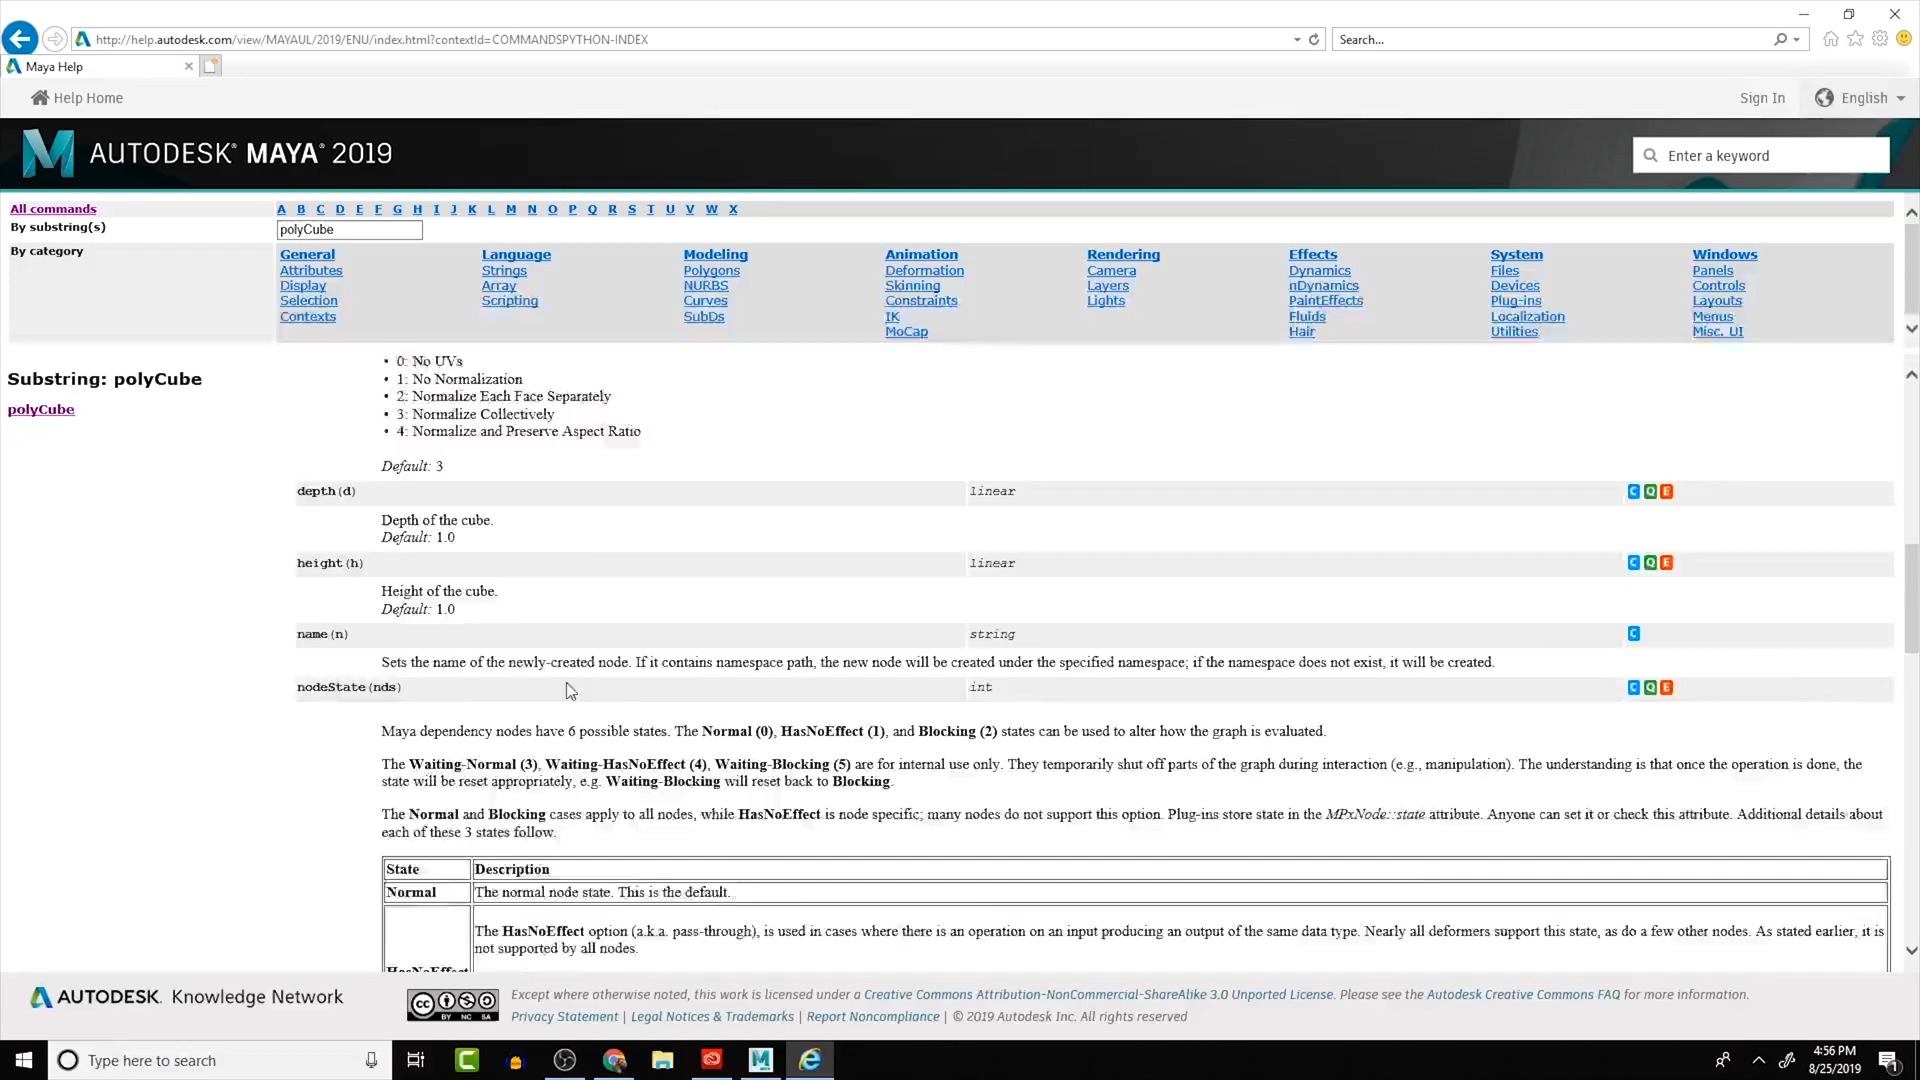 http://help.autodesk.com/view/MAYAUL/2019/ENU/index.html?contextId=COMMANDSPYTHON-INDEX
Search...
Maya Help
Help Home
Sign In
English
AUTODESK® MAYA® 2019
Enter a keyword
All commands
A B C D E F G H I J K L M N O P Q R S T U V W X
By substring(s)
polyCube
By category
General Language Modeling Animation Rendering Effects System Windows
Attributes Strings Polygons Deformation Camera Dynamics Files Panels
Display Array NURBS Skinning Layers nDynamics Devices Controls
Selection Scripting Curves Constraints Lights PaintEffects Plug-ins Layouts
Contexts SubDs IK Fluids Localization Menus
MoCap Hair Utilities Misc. UI
Substring: polyCube
polyCube
• 0: No UVs
• 1: No Normalization
• 2: Normalize Each Face Separately
• 3: Normalize Collectively
• 4: Normalize and Preserve Aspect Ratio
Default: 3
depth(d) linear C Q E
Depth of the cube.
Default: 1.0
height(h) linear C Q E
Height of the cube.
Default: 1.0
name(n) string C
Sets the name of the newly-created node. If it contains namespace path, the new node will be created under the specified namespace; if the namespace does not exist, it will be created.
nodeState(nds) int C Q E
Maya dependency nodes have 6 possible states. The Normal (0), HasNoEffect (1), and Blocking (2) states can be used to alter how the graph is evaluated.
The Waiting-Normal (3), Waiting-HasNoEffect (4), Waiting-Blocking (5) are for internal use only. They temporarily shut off parts of the graph during interaction (e.g., manipulation). The understanding is that once the operation is done, the
state will be reset appropriately, e.g. Waiting-Blocking will reset back to Blocking.
The Normal and Blocking cases apply to all nodes, while HasNoEffect is node specific; many nodes do not support this option. Plug-ins store state in the MPxNode::state attribute. Anyone can set it or check this attribute. Additional details about
each of these 3 states follow.
State Description
Normal The normal node state. This is the default.
The HasNoEffect option (a.k.a. pass-through), is used in cases where there is an operation on an input producing an output of the same data type. Nearly all deformers support this state, as do a few other nodes. As stated earlier, it is
not supported by all nodes.
HasNoEffect
AUTODESK. Knowledge Network
cc BY NC SA
Except where otherwise noted, this work is licensed under a Creative Commons Attribution-NonCommercial-ShareAlike 3.0 Unported License. Please see the Autodesk Creative Commons FAQ for more information.
Privacy Statement | Legal Notices & Trademarks | Report Noncompliance | © 2019 Autodesk Inc. All rights reserved
Type here to search
4:56 PM
8/25/2019